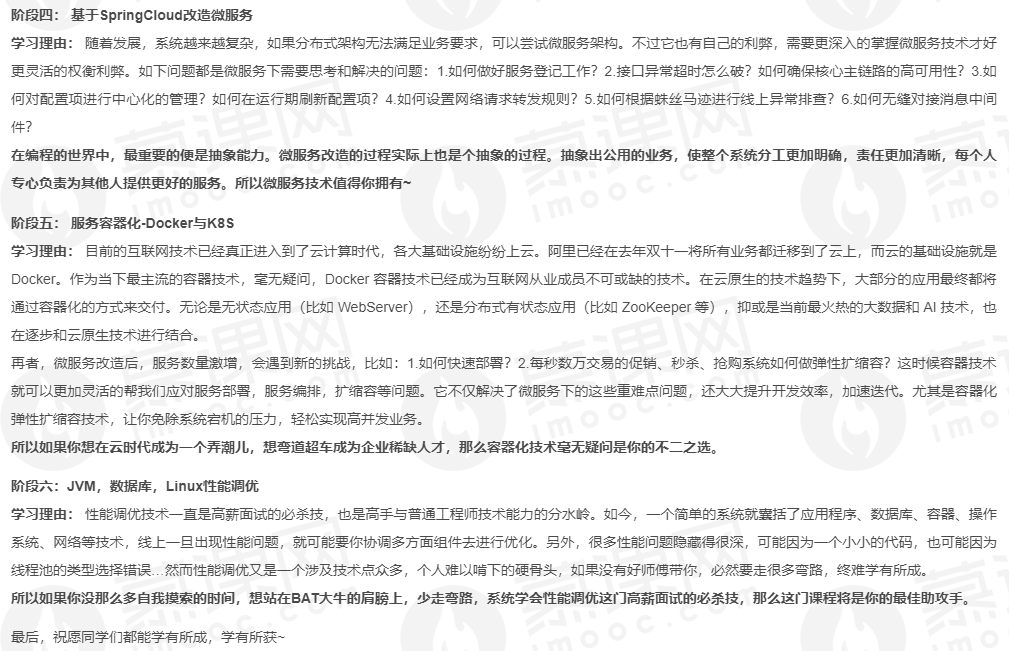 阶段四： 基于SpringCloud改造微服务
学习理由： 随着发展，系统越来越复杂，如果分布式架构无法满足业务要求，可以尝试微服务架构。不过它也有自己的利弊，需要更深入的掌握微服务技术才好
更灵活的权衡利弊。如下问题都是微服务下需要思考和解决的问题：1.如何做好服务登记工作？2.接口异常超时怎么破？如何确保核心主链路的高可用性？3.如
何对配置项进行中心化的管理？如何在运行期刷新配置项？4.如何设置网络请求转发规则？5.如何根据蛛丝马迹进行线上异常排查？6.如何无缝对接消息中间
件？
在编程的世界中，最重要的便是抽象能力。微服务改造的过程实际上也是个抽象的过程。抽象出公用的业务，使整个系统分工更加明确，责任更加清晰，每个人
专心负责为其他人提供更好的服务。所以微服务技术值得你拥有~
阶段五： 服务容器化-Docker与K8S
学习理由： 目前的互联网技术已经真正进入到了云计算时代，各大基础设施纷纷上云。阿里已经在去年双十一将所有业务都迁移到了云上，而云的基础设施就是
Docker。作为当下最主流的容器技术，毫无疑问，Docker 容器技术已经成为互联网从业成员不可或缺的技术。在云原生的技术趋势下，大部分的应用最终都将
通过容器化的方式来交付。无论是无状态应用（比如 WebServer），还是分布式有状态应用（比如 ZooKeeper 等），抑或是当前最火热的大数据和 AI 技术，也
在逐步和云原生技术进行结合。
再者，微服务改造后，服务数量激增，会遇到新的挑战，比如：1.如何快速部署？2.每秒数万交易的促销、秒杀、抢购系统如何做弹性扩缩容？这时候容器技术
就可以更加灵活的帮我们应对服务部署，服务编排，扩缩容等问题。它不仅解决了微服务下的这些重难点问题，还大大提升开发效率，加速迭代。尤其是容器化
弹性扩缩容技术，让你免除系统宕机的压力，轻松实现高并发业务。
所以如果你想在云时代成为一个弄潮儿，想弯道超车成为企业稀缺人才，那么容器化技术毫无疑问是你的不二之选。
阶段六：JVM，数据库，Linux性能调优
学习理由： 性能调优技术一直是高薪面试的必杀技，也是高手与普通工程师技术能力的分水岭。如今，一个简单的系统就囊括了应用程序、数据库、容器、操作
系统、网络等技术，线上一旦出现性能问题，就可能要你协调多方面组件去进行优化。另外，很多性能问题隐藏得很深，可能因为一个小小的代码，也可能因为
线程池的类型选择错误...然而性能调优又是一个涉及技术点众多，个人难以啃下的硬骨头，如果没有好师傅带你，必然要走很多弯路，终难学有所成。
所以如果你没那么多自我摸索的时间，想站在BAT大牛的肩膀上，少走弯路，系统学会性能调优这门高薪面试的必杀技，那么这门课程将是你的最佳助攻手。
最后，祝愿同学们都能学有所成，学有所获~
慕课网
imooc.com